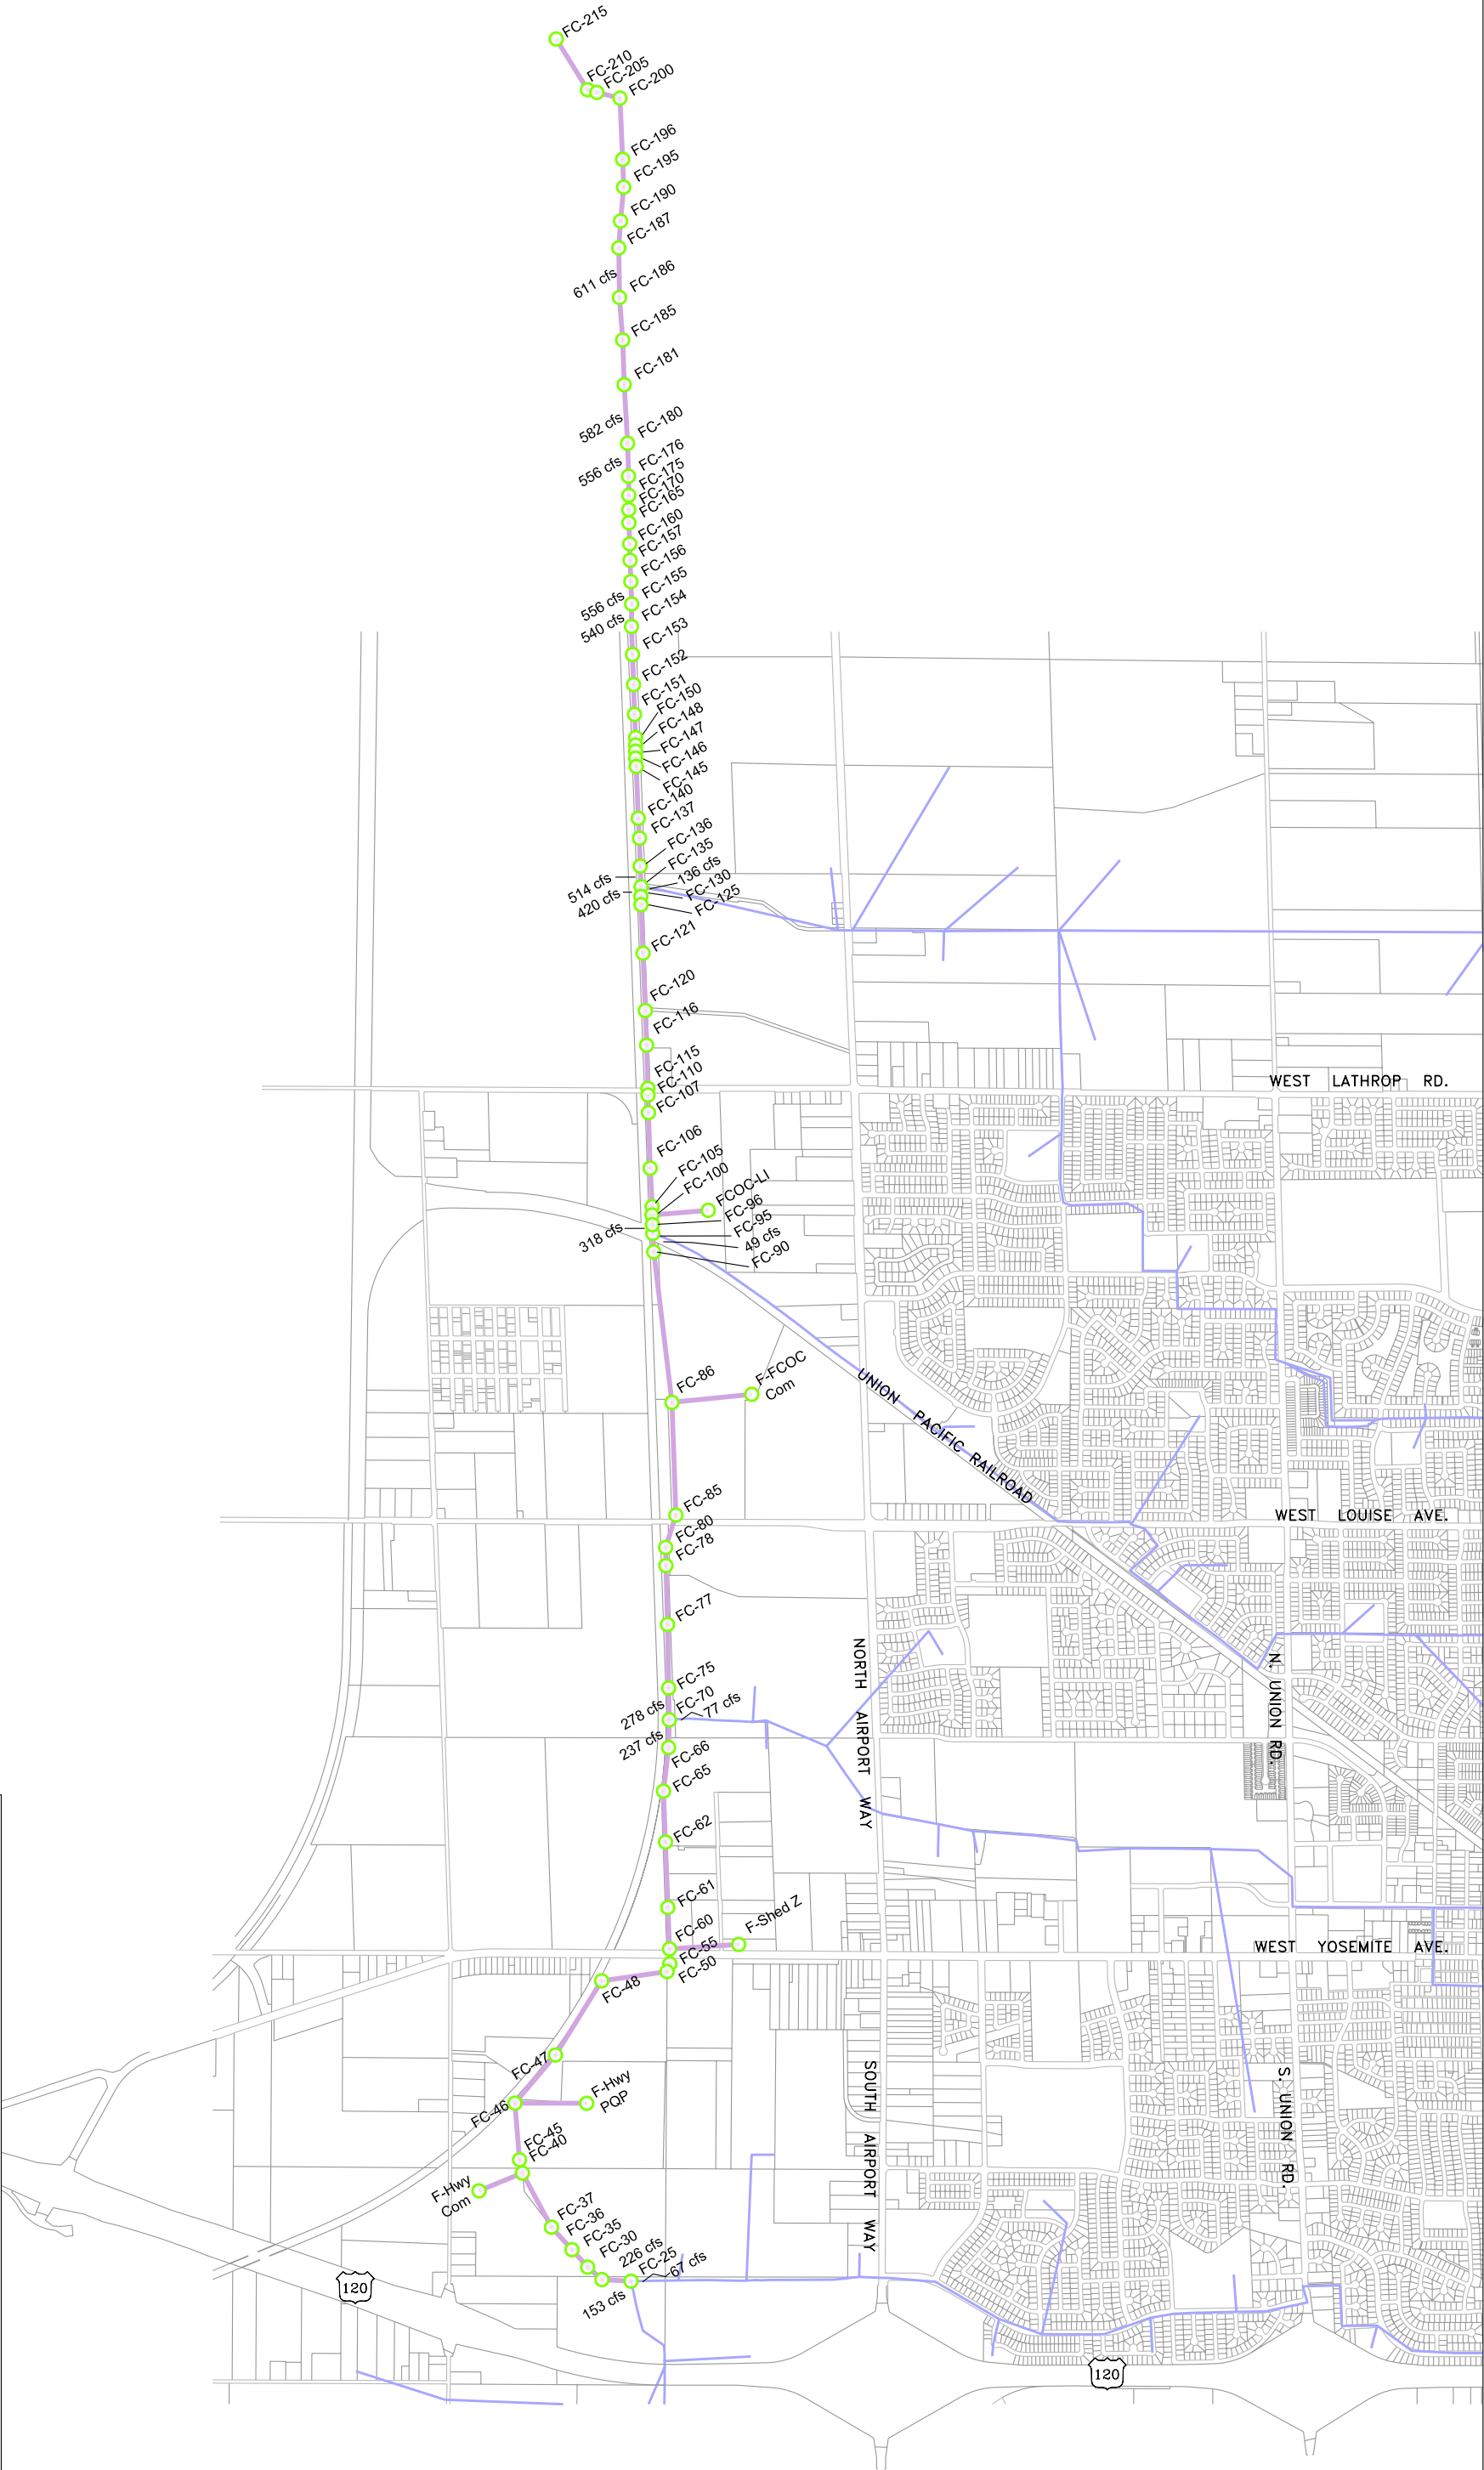 FC-215
FC-210
FC-205
FC-200
FC-196
FC-195
FC-190
FC-187
611 cfs
FC-186
FC-185
FC-181
582 cfs
FC-180
556 cfs
FC-176
FC-175
FC-170
FC-165
FC-160
FC-157
FC-156
556 cfs
FC-155
540 cfs
FC-154
FC-153
FC-152
FC-151
FC-150
FC-148
FC-147
FC-146
FC-145
FC-140
FC-137
FC-136
FC-135
514 cfs
136 cfs
420 cfs
FC-130
FC-125
FC-121
FC-120
FC-116
FC-115
WEST LATHROP RD.
FC-110
FC-107
FC-106
FC-105
FC-100
FCOC-LI
FC-96
318 cfs
FC-95
49 cfs
FC-90
FC-86
F-FCOC
Com
UNION PACIFIC RAILROAD
FC-85
WEST LOUISE AVE.
FC-80
FC-78
FC-77
NORTH AIRPORT WAY
N. UNION RD.
FC-75
278 cfs
FC-70
77 cfs
237 cfs
FC-66
FC-65
FC-62
FC-61
FC-60
F-Shed Z
WEST YOSEMITE AVE.
FC-55
FC-50
FC-48
FC-47
FC-46
F-Hwy
PQP
SOUTH AIRPORT WAY
S. UNION RD.
FC-45
FC-40
F-Hwy
Com
FC-37
FC-36
FC-35
FC-30
226 cfs
FC-25
67 cfs
153 cfs
120
120